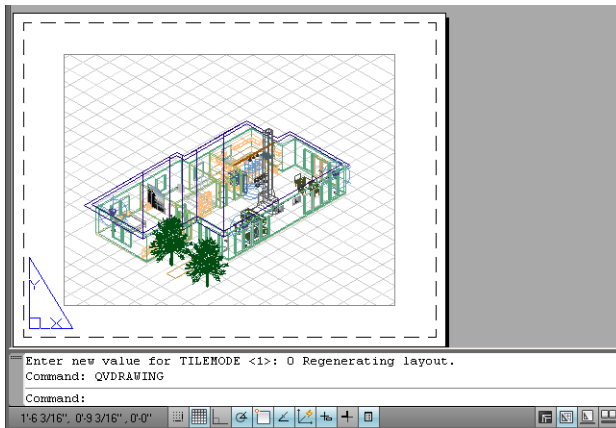 Y
X
Enter new value for TILEMODE <1>: 0 Regenerating layout.
Command: QVDRAWING
Command:
1'-6 3/16", 0'-9 3/16" , 0'-0"